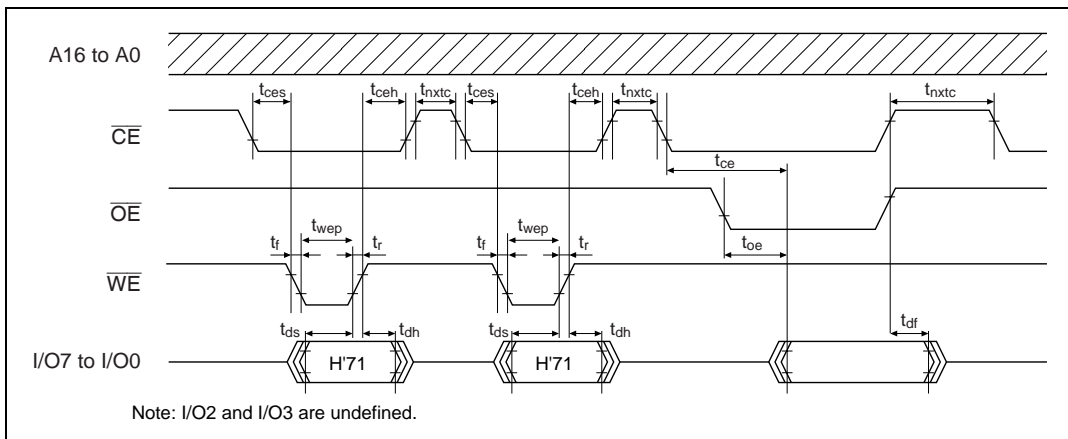 A16 to A0
tces tceh tnxtc tces tceh tnxtc tnxtc
CE
tce
OE
twep twep toe
tf tr tf tr
WE
tds tdh tds tdh tdf
I/O7 to I/O0 H'71 H'71
Note: I/O2 and I/O3 are undefined.